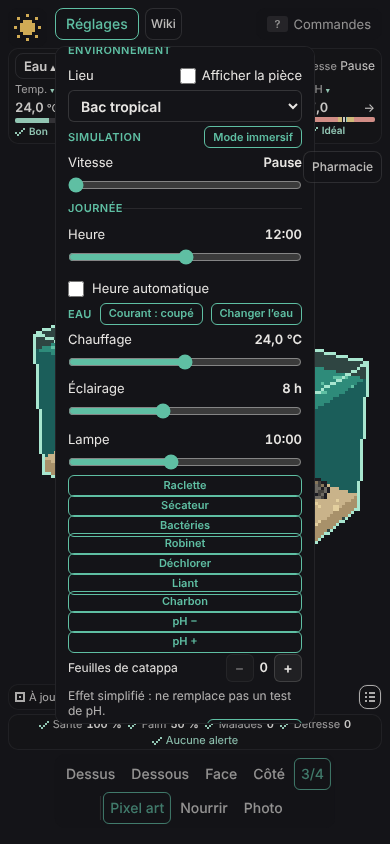 Réglages Wiki ? Commandes
ENVIRONNEMENT
Eau
Lieu Afficher la pièce
esse Pause
Temp.
Bac tropical
H
24,0 °C
,0 →
Bon
SIMULATION Mode immersif
Idéal
Vitesse Pause
Pharmacie
JOURNÉE
Heure 12:00
Heure automatique
EAU Courant : coupé Changer l’eau
Chauffage 24,0 °C
Éclairage 8 h
Lampe 10:00
Raclette
Sécateur
Bactéries
Robinet
Déchlorer
Liant
Charbon
pH −
pH +
Feuilles de catappa − 0 +
Effet simplifié : ne remplace pas un test
de pH.
À jou
Santé 100 % Faim 50 % Malades 0 Détresse 0
Aucune alerte
Dessus Dessous Face Côté 3/4
Pixel art Nourrir Photo